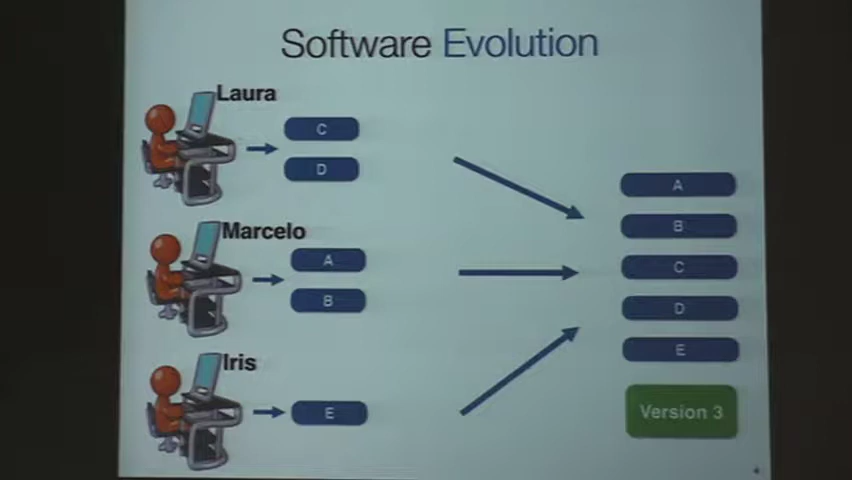 Software Evolution
Laura
C
D
Marcelo
A
B
Iris
E
A
B
C
D
E
Version 3